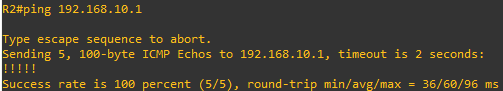 R2#ping 192.168.10.1
Type escape sequence to abort.
Sending 5, 100-byte ICMP Echos to 192.168.10.1, timeout is 2 seconds:
!!!!!
Success rate is 100 percent (5/5), round-trip min/avg/max = 36/60/96 ms